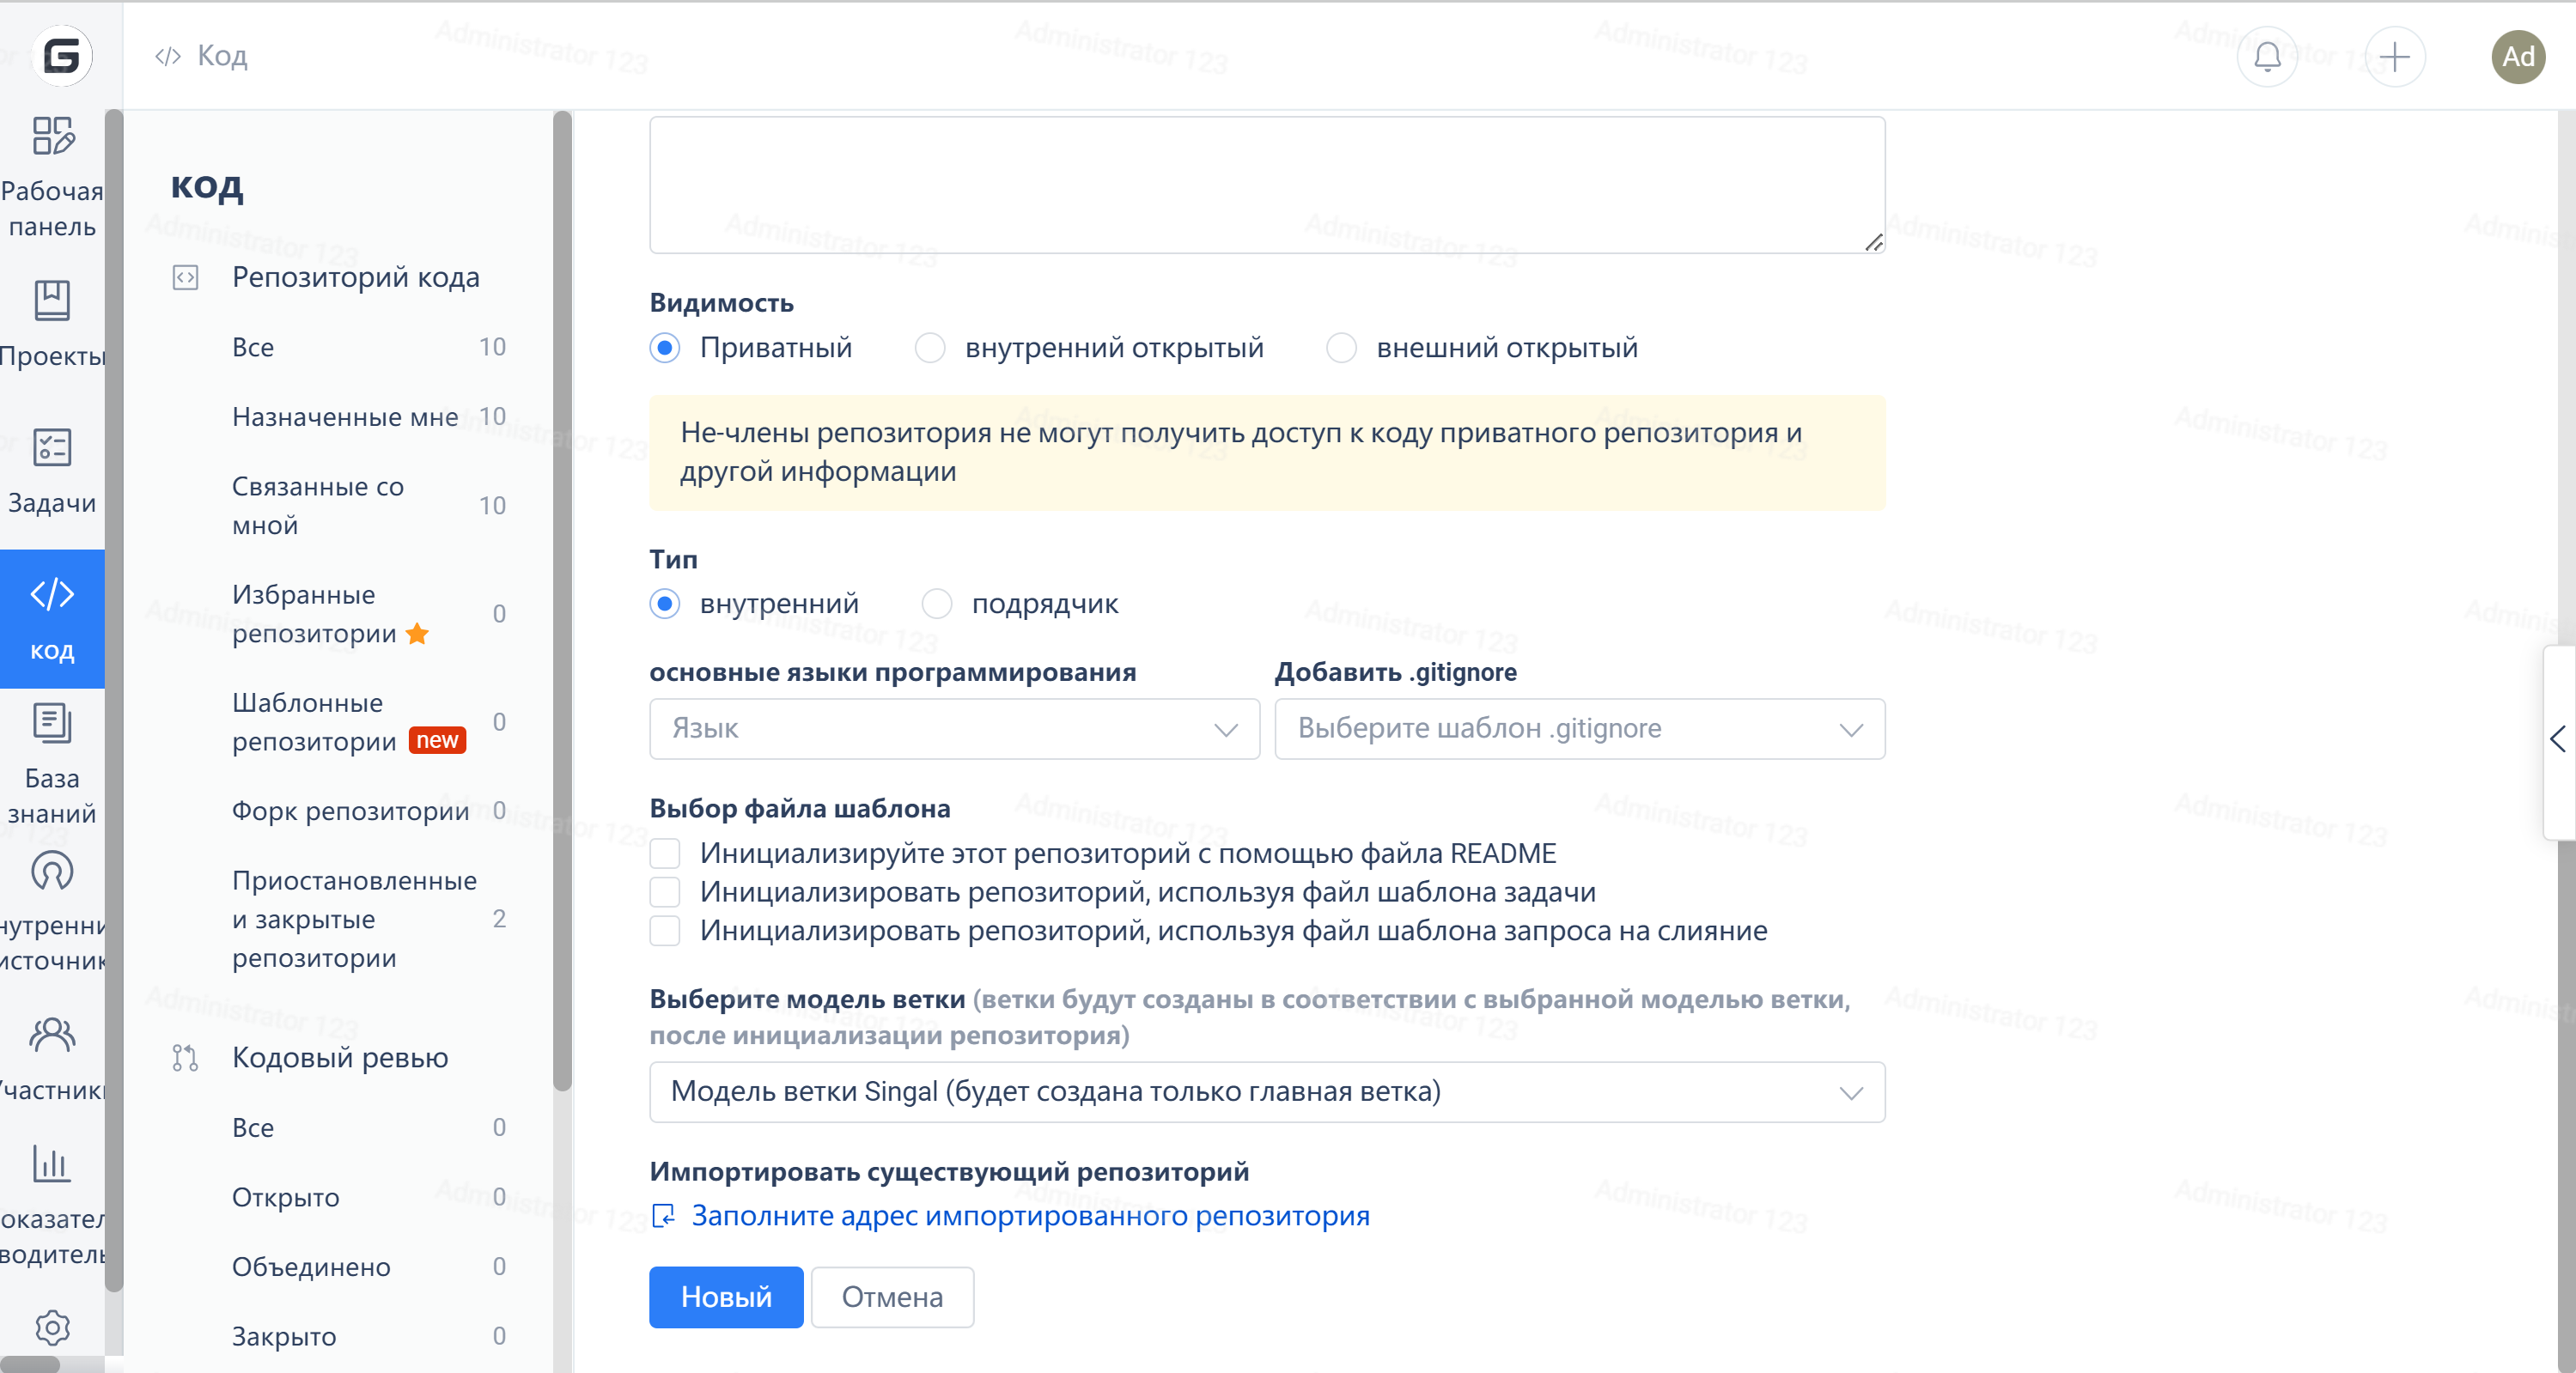 Код
Ad
Рабочая
панель
Проекты
Задачи
код
База
знаний
нутренни
источник
Участники
оказател
водитель
код
Репозиторий кода
Все 10
Назначенные мне 10
Связанные со
мной 10
Избранные
репозитории 0
Шаблонные
репозитории new 0
Форк репозитории 0
Приостановленные
и закрытые 2
репозитории
Кодовый ревью
Все 0
Открыто 0
Объединено 0
Закрыто 0
Видимость
Приватный внутренний открытый внешний открытый
Не-члены репозитория не могут получить доступ к коду приватного репозитория и
другой информации
Тип
внутренний подрядчик
основные языки программирования Добавить .gitignore
Язык Выберите шаблон .gitignore
Выбор файла шаблона
Инициализируйте этот репозиторий с помощью файла README
Инициализировать репозиторий, используя файл шаблона задачи
Инициализировать репозиторий, используя файл шаблона запроса на слияние
Выберите модель ветки (ветки будут созданы в соответствии с выбранной моделью ветки,
после инициализации репозитория)
Модель ветки Singal (будет создана только главная ветка)
Импортировать существующий репозиторий
Заполните адрес импортированного репозитория
Новый Отмена
Administrator 123